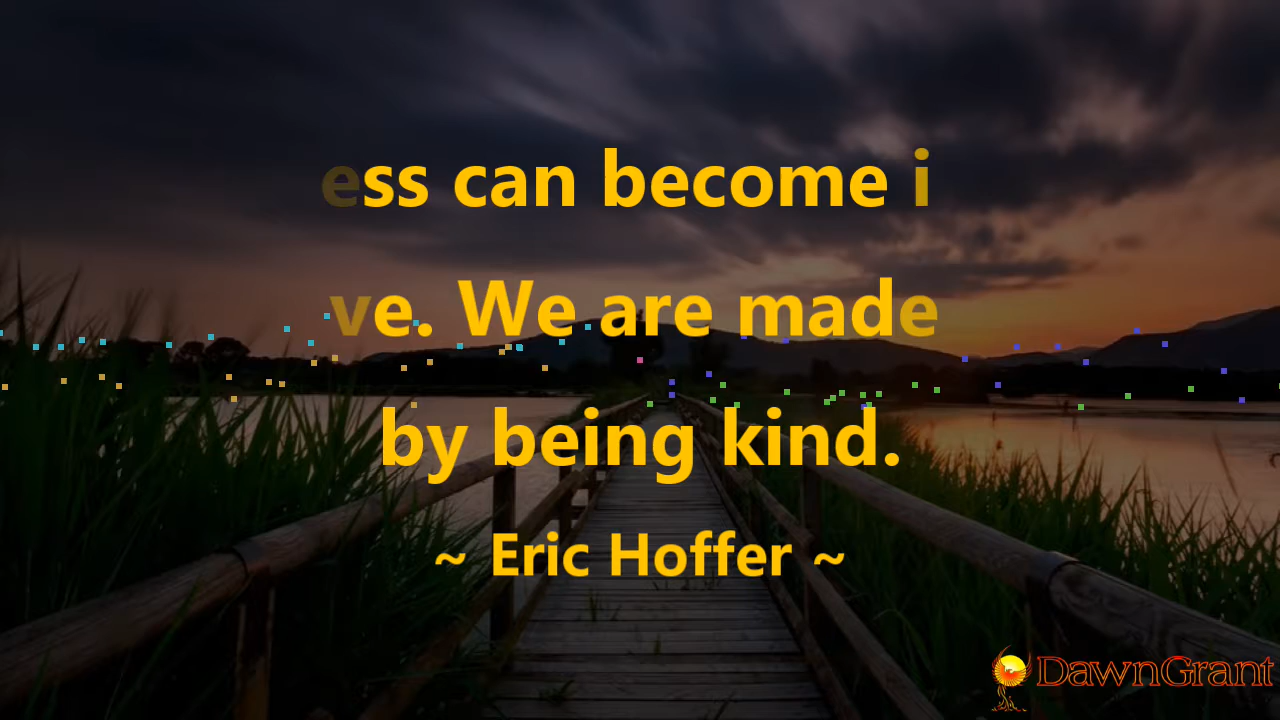 ess can become i
ve. We are made
by being kind.
~ Eric Hoffer ~
DawnGrant